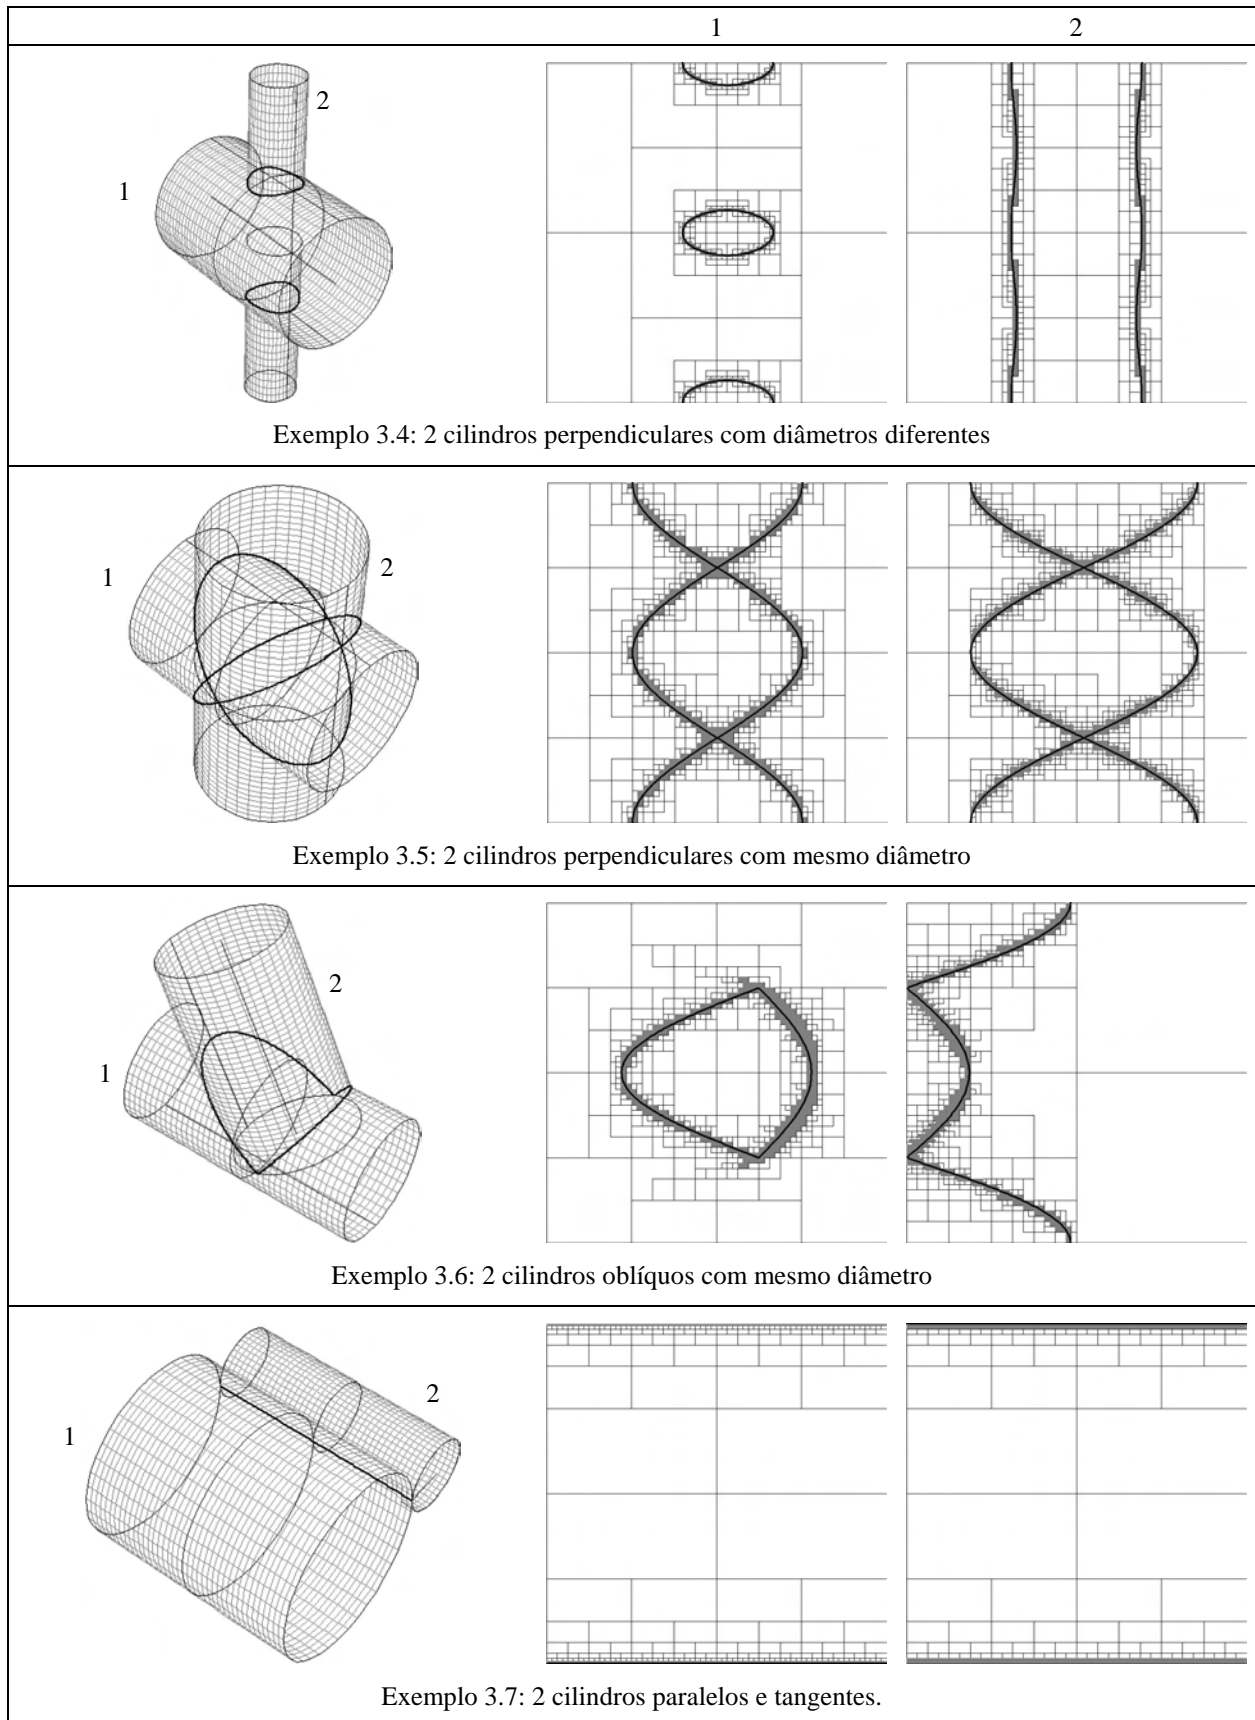 1 2
2
1
Exemplo 3.4: 2 cilindros perpendiculares com diâmetros diferentes
1
2
Exemplo 3.5: 2 cilindros perpendiculares com mesmo diâmetro
2
1
Exemplo 3.6: 2 cilindros oblíquos com mesmo diâmetro
2
1
Exemplo 3.7: 2 cilindros paralelos e tangentes.